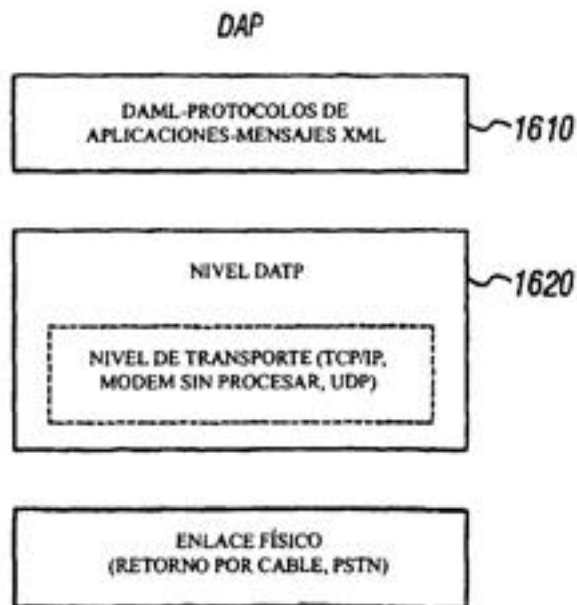 DAP
DAML-PROTOCOLOS DE
APLICACIONES-MENSAJES XML
1610
NIVEL DATP
1620
NIVEL DE TRANSPORTE (TCP/IP,
MODEM SIN PROCESAR, UDP)
ENLACE FÍSICO
(RETORNO POR CABLE, PSTN)